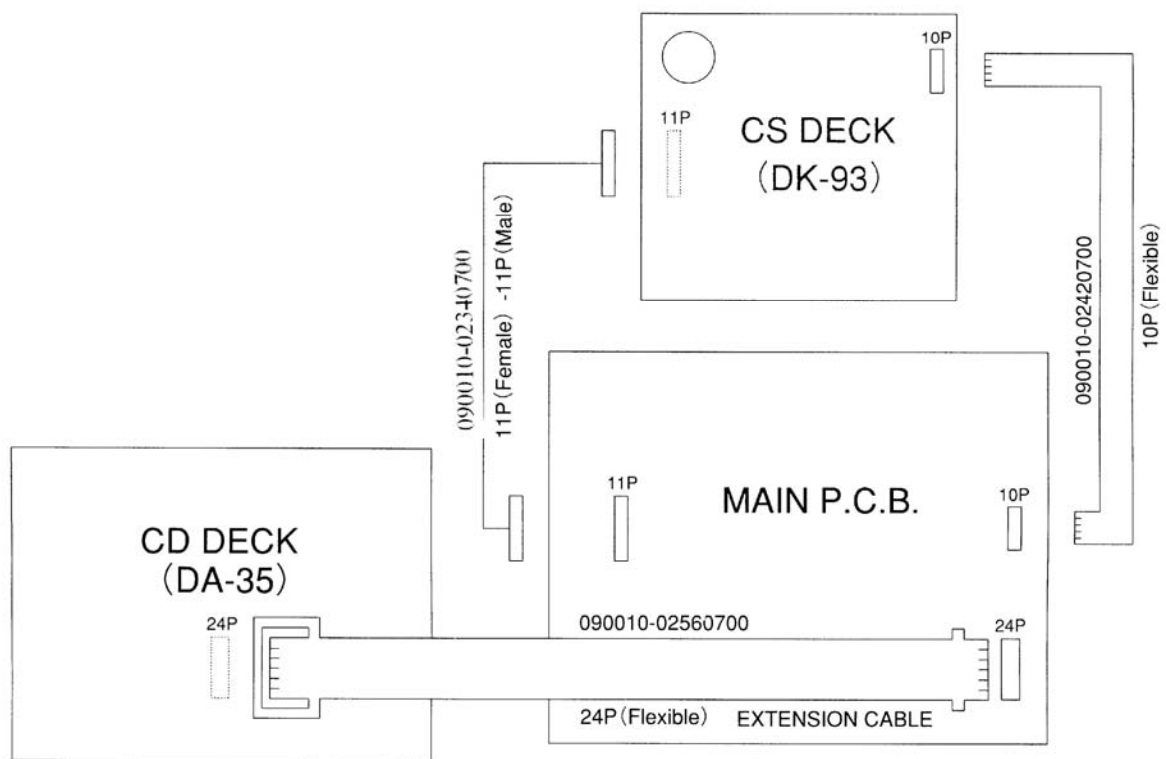 10P
11P
CS DECK
(DK-93)
090010-02340700
11P(Female) -11P(Male)
090010-02420700
10P(Flexible)
11P
MAIN P.C.B.
10P
CD DECK
(DA-35)
24P
090010-02560700
24P
24P(Flexible) EXTENSION CABLE